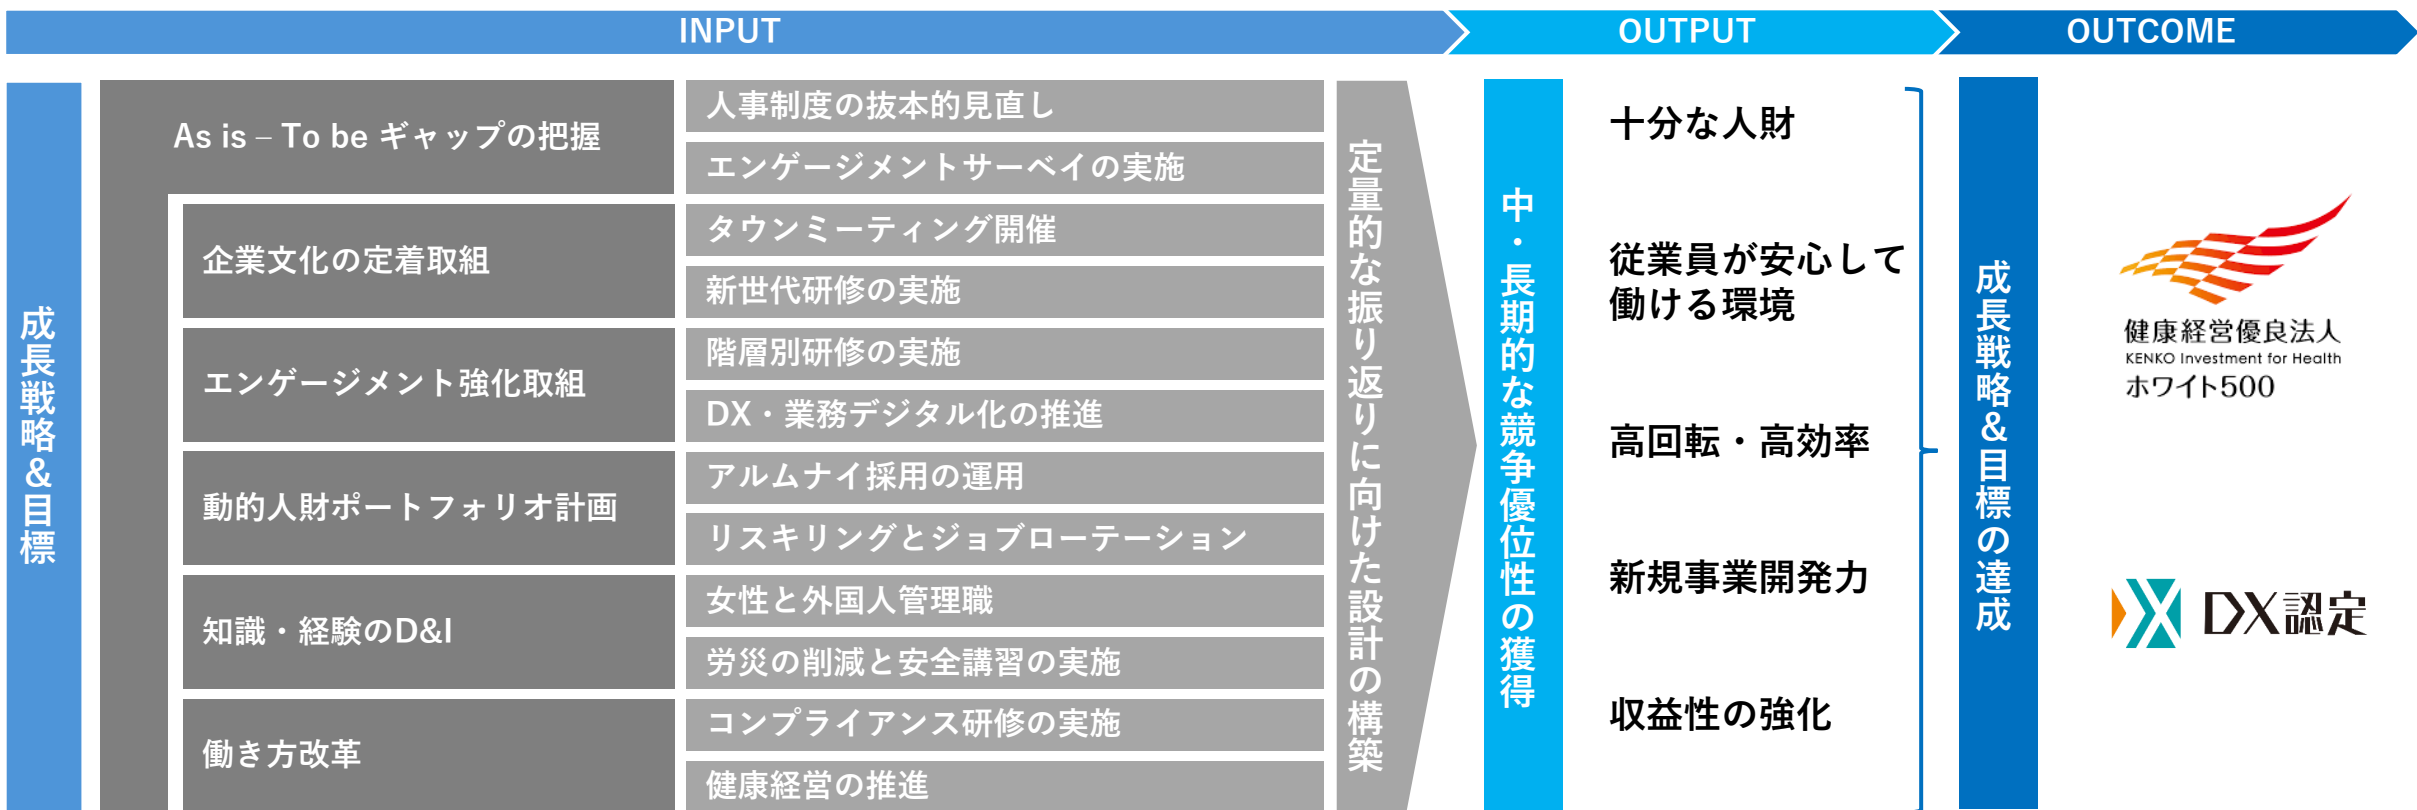 INPUT
OUTPUT
OUTCOME
成長戦略&目標
As is – To be ギャップの把握
企業文化の定着取組
エンゲージメント強化取組
動的人財ポートフォリオ計画
知識・経験のD&I
働き方改革
人事制度の抜本的見直し
エンゲージメントサーベイの実施
タウンミーティング開催
新世代研修の実施
階層別研修の実施
DX・業務デジタル化の推進
アルムナイ採用の運用
リスキリングとジョブローテーション
女性と外国人管理職
労災の削減と安全講習の実施
コンプライアンス研修の実施
健康経営の推進
定量的な振り返りに向けた設計の構築
中・長期的な競争優位性の獲得
十分な人財
従業員が安心して
働ける環境
高回転・高効率
新規事業開発力
収益性の強化
成長戦略&目標の達成
健康経営優良法人
KENKO Investment for Health
ホワイト500
DX認定